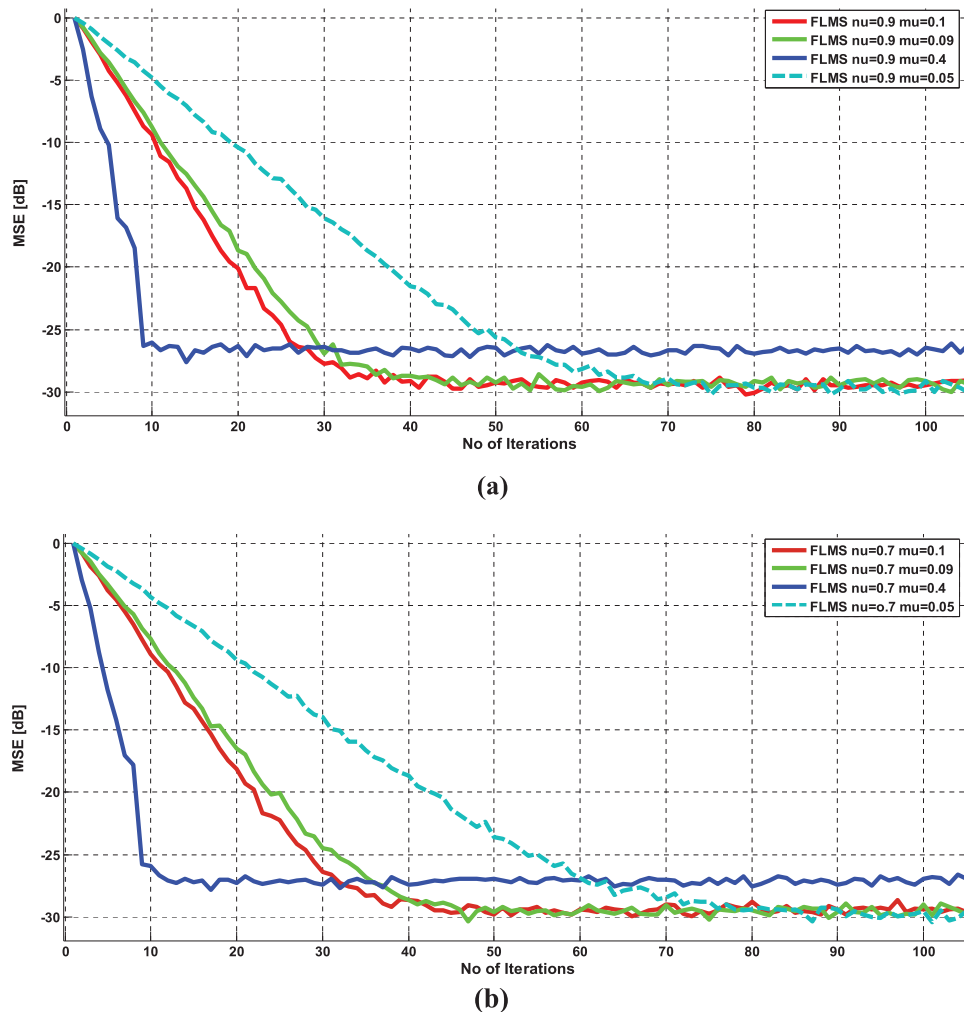 0
-5
-10
-15
-20
-25
-30
MSE [dB]
FLMS nu=0.9 mu=0.1
FLMS nu=0.9 mu=0.09
FLMS nu=0.9 mu=0.4
FLMS nu=0.9 mu=0.05
0 10 20 30 40 50 60 70 80 90 100
No of Iterations
(a)
0
-5
-10
-15
-20
-25
-30
MSE [dB]
FLMS nu=0.7 mu=0.1
FLMS nu=0.7 mu=0.09
FLMS nu=0.7 mu=0.4
FLMS nu=o.7 mu=0.05
0 10 20 30 40 50 60 70 80 90 100
No of Iterations
(b)